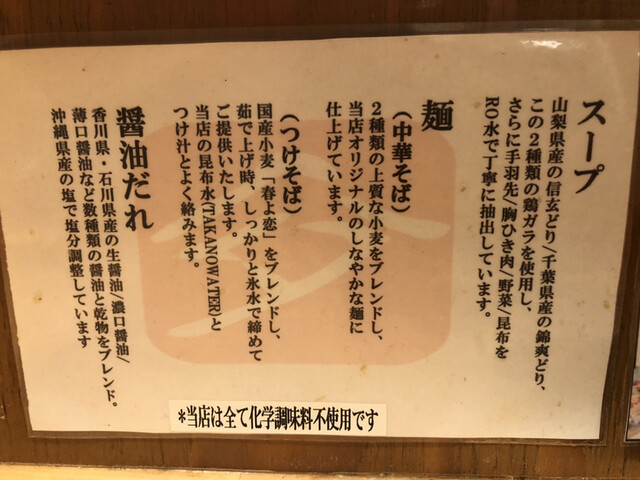 スープ
山梨県産の信玄どり/千葉県産の錦爽どり、
この２種類の鶏ガラを使用し、
さらに手羽先/胸ひき肉/野菜/昆布を
RO水で丁寧に抽出しています。
麺
(中華そば)
２種類の上質な小麦をブレンドし、
当店オリジナルのしなやかな麺に
仕上げています。
(つけそば)
国産小麦「春よ恋」をブレンドし、
茹で上げ時、しっかりと氷水で締めて
ご提供いたします。
当店の昆布水(TAKANOWATER)と
つけ汁とよく絡みます。
醤油だれ
香川県・石川県産の生醤油/濃口醤油/
薄口醤油など数種類の醤油と乾物をブレンド。
沖縄県産の塩で塩分調整しています
*当店は全て化学調味料不使用です